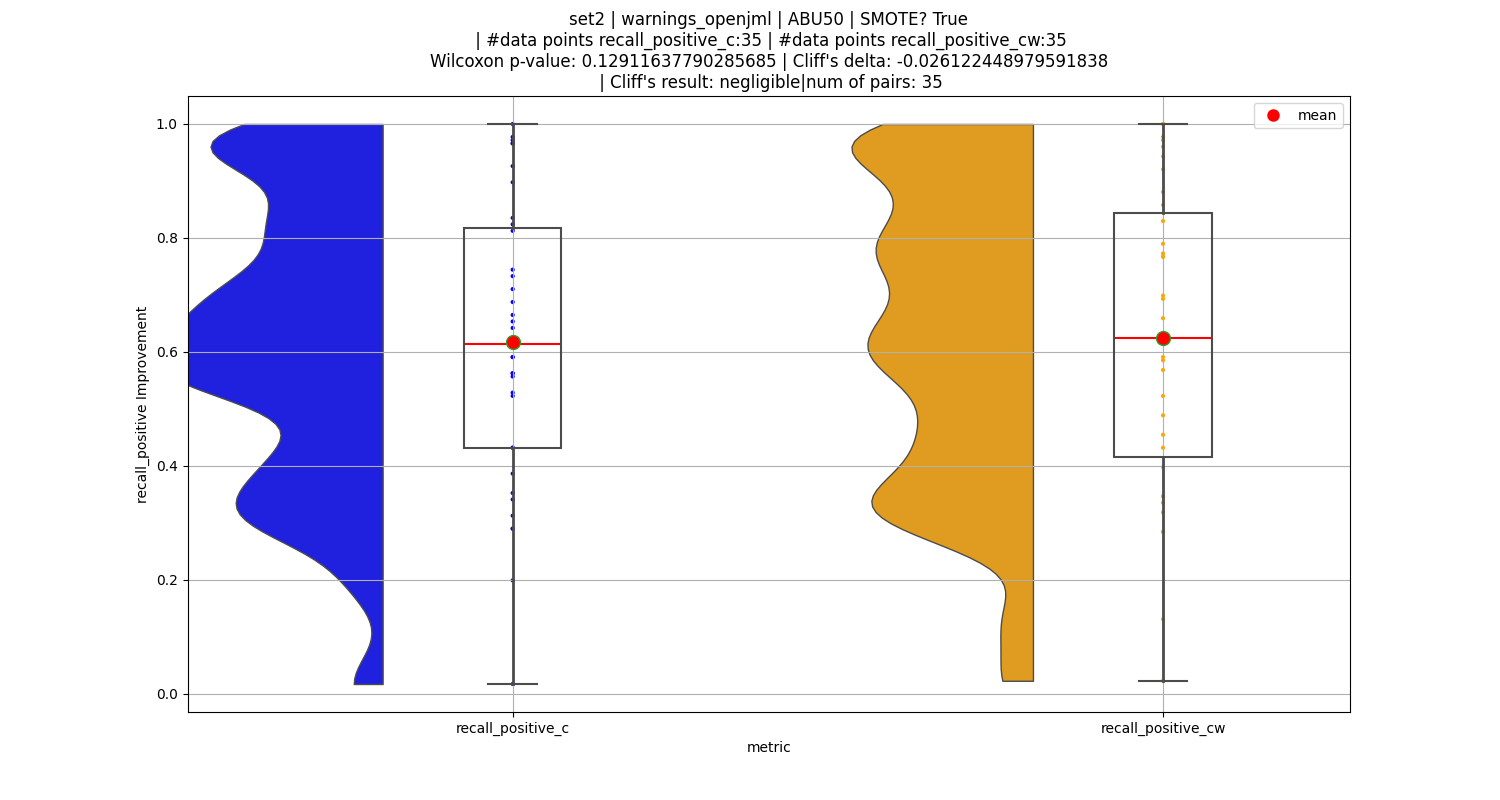 set2 | warnings_openjml | ABU50 | SMOTE? True
| #data points recall_positive_c:35 | #data points recall_positive_cw:35
Wilcoxon p-value: 0.12911637790285685 | Cliff's delta: -0.026122448979591838
| Cliff's result: negligible|num of pairs: 35
mean
1.0
0.8
0.6
0.4
0.2
0.0
recall_positive Improvement
recall_positive_c
recall_positive_cw
metric